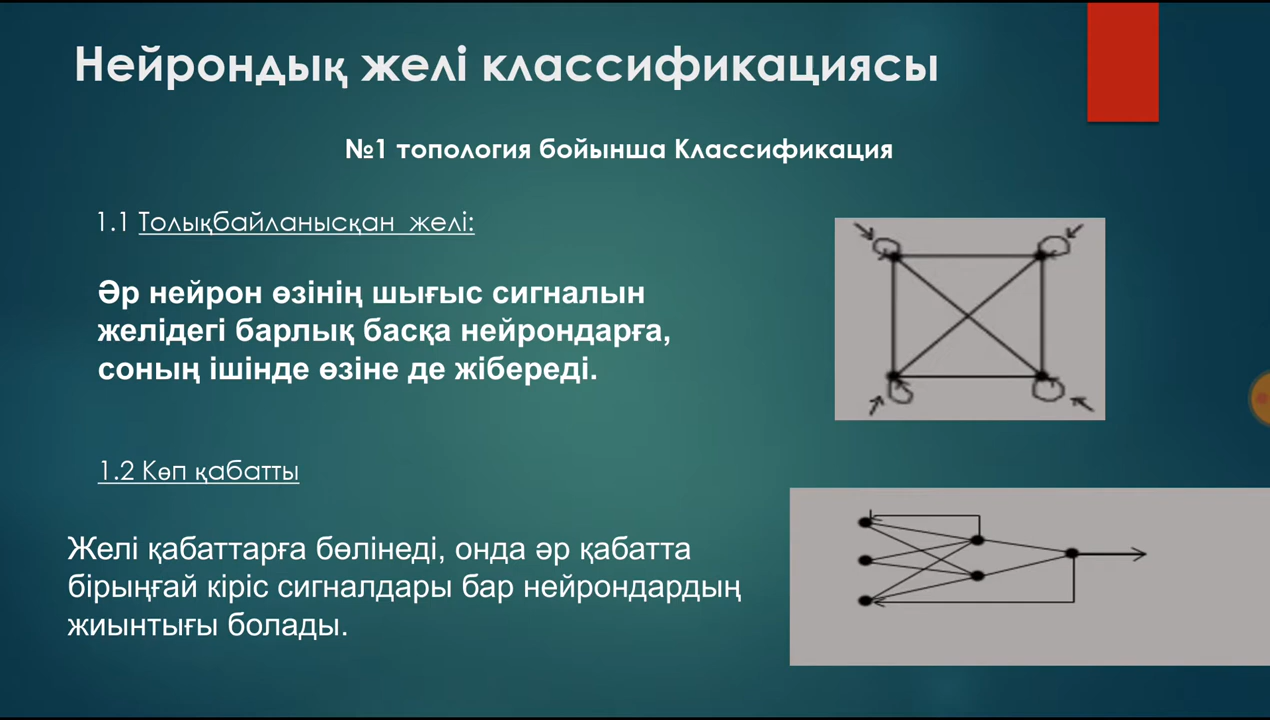 Нейрондық желі классификациясы
№1 топология бойынша Классификация
1.1 Толықбайланысқан желі:
Әр нейрон өзінің шығыс сигналын
желідегі барлық басқа нейрондарға,
соның ішінде өзіне де жібереді.
1.2 Көп қабатты
Желі қабаттарға бөлінеді, онда әр қабатта
бірыңғай кіріс сигналдары бар нейрондардың
жиынтығы болады.